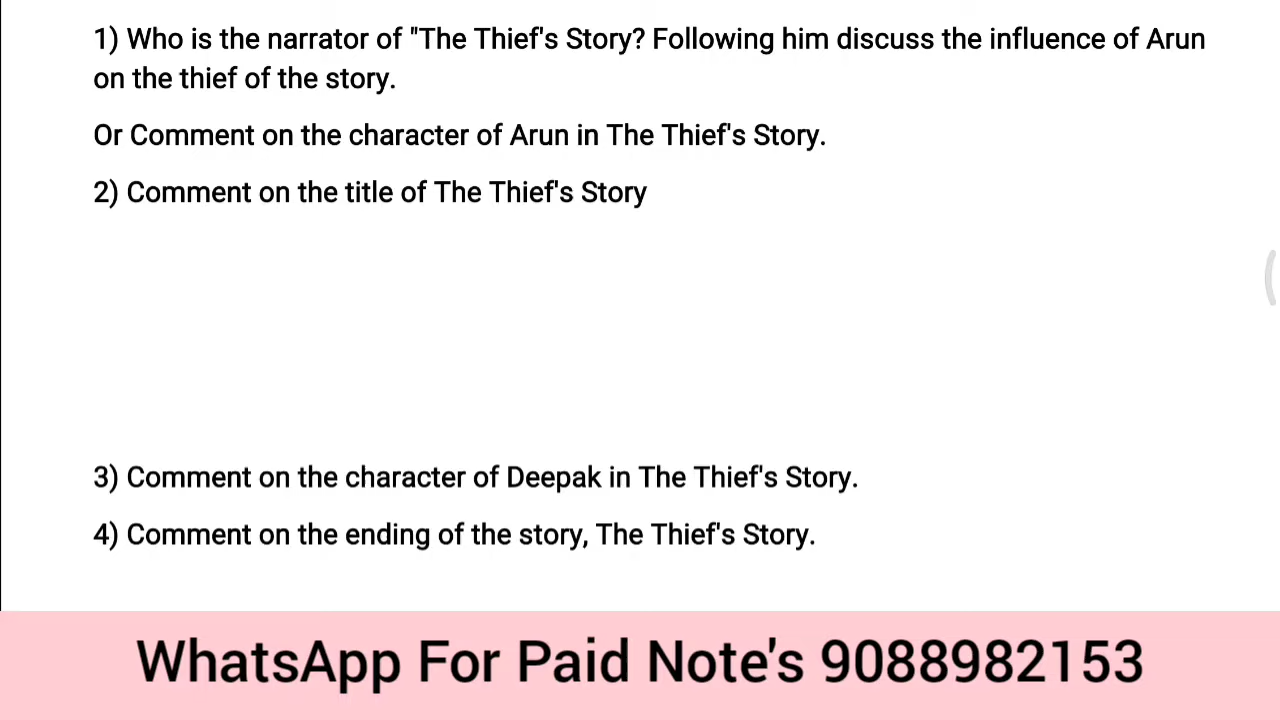 1) Who is the narrator of "The Thief's Story? Following him discuss the influence of Arun
on the thief of the story.
Or Comment on the character of Arun in The Thief's Story.
2) Comment on the title of The Thief's Story
3) Comment on the character of Deepak in The Thief's Story.
4) Comment on the ending of the story, The Thief's Story.
WhatsApp For Paid Note's 9088982153